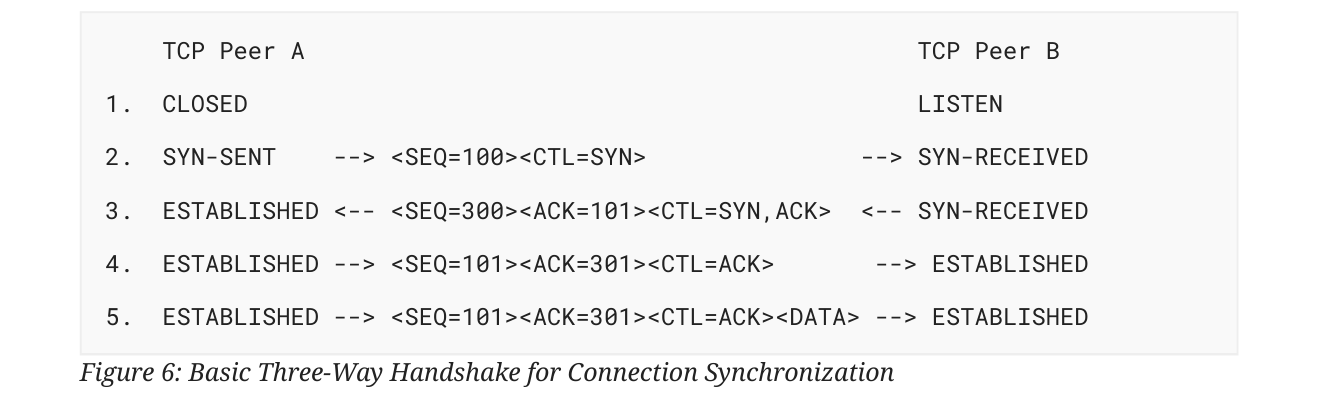 TCP Peer A                                           TCP Peer B
1.  CLOSED                                               LISTEN
2.  SYN-SENT    --> <SEQ=100><CTL=SYN>               --> SYN-RECEIVED
3.  ESTABLISHED <-- <SEQ=300><ACK=101><CTL=SYN,ACK>  <-- SYN-RECEIVED
4.  ESTABLISHED --> <SEQ=101><ACK=301><CTL=ACK>       --> ESTABLISHED
5.  ESTABLISHED --> <SEQ=101><ACK=301><CTL=ACK><DATA> --> ESTABLISHED
Figure 6: Basic Three-Way Handshake for Connection Synchronization